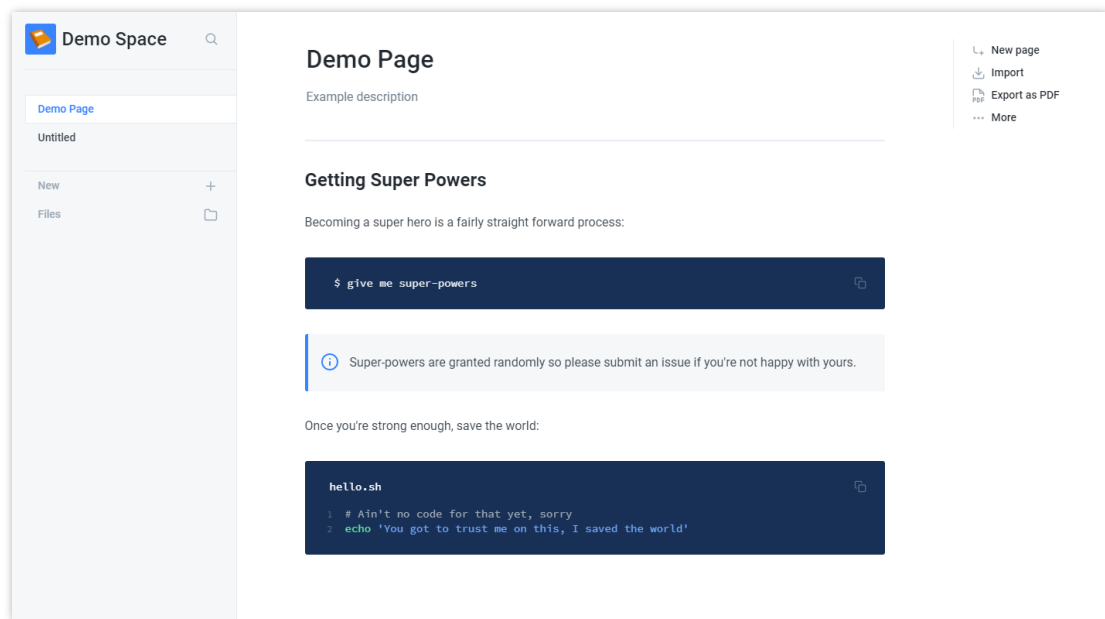 Demo Space
Demo Page
Untitled
New
Files
Demo Page
Example description
Getting Super Powers
Becoming a super hero is a fairly straight forward process:
$ give me super-powers
Super-powers are granted randomly so please submit an issue if you're not happy with yours.
Once you're strong enough, save the world:
hello.sh
1 # Ain't no code for that yet, sorry
2 echo 'You got to trust me on this, I saved the world'
New page
Import
PDF Export as PDF
More